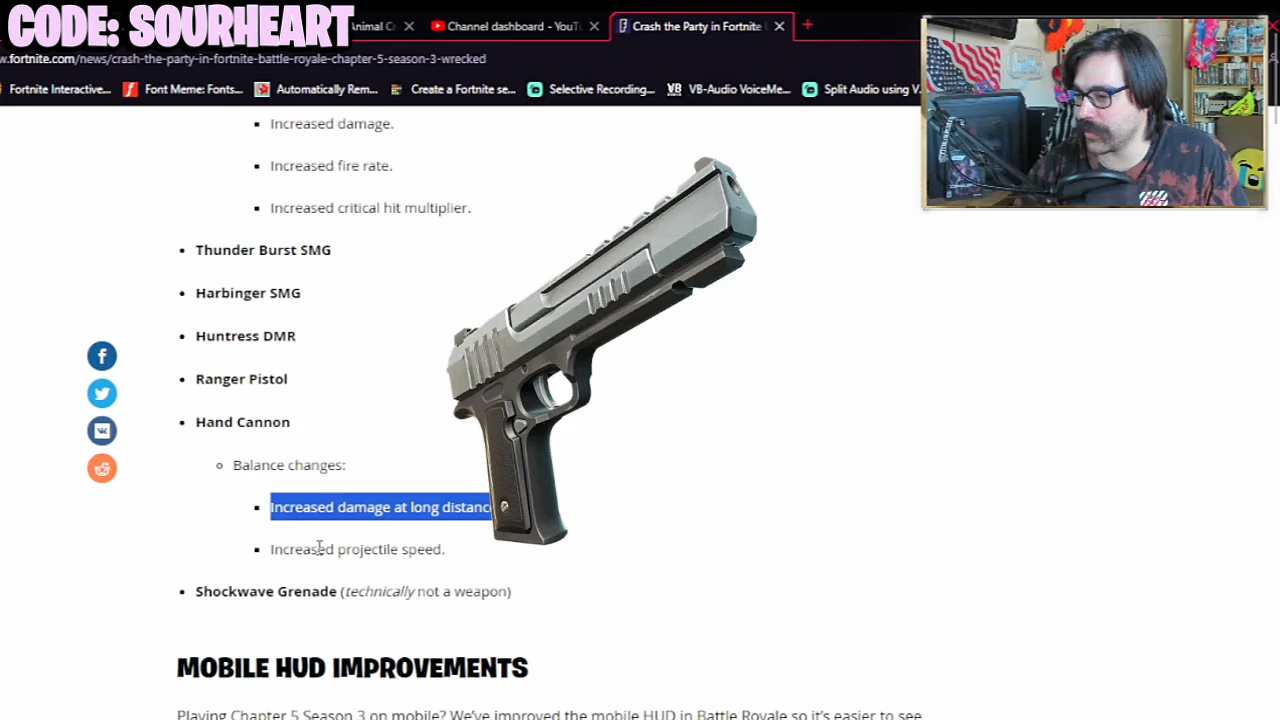 CODE: SOURHEART
Animal C
Channel dashboard - YouTu
Crash the Party in Fortnite
w.fortnite.com/news/crash-the-party-in-fortnite-battle-royale-chapter-5-season-3-wrecked
Fortnite Interactive...
Font Meme: Fonts...
Automatically Rem...
Create a Fortnite se...
Selective Recording...
VB-Audio VoiceMe...
Split Audio using V
Increased damage.
Increased fire rate.
Increased critical hit multiplier.
Thunder Burst SMG
Harbinger SMG
Huntress DMR
Ranger Pistol
Hand Cannon
Balance changes:
Increased damage at long distanc
Increased projectile speed.
Shockwave Grenade (technically not a weapon)
MOBILE HUD IMPROVEMENTS
Playing Chapter 5 Season 3 on mobile? We've improved the mobile HUD in Battle Royale so it's easier to see